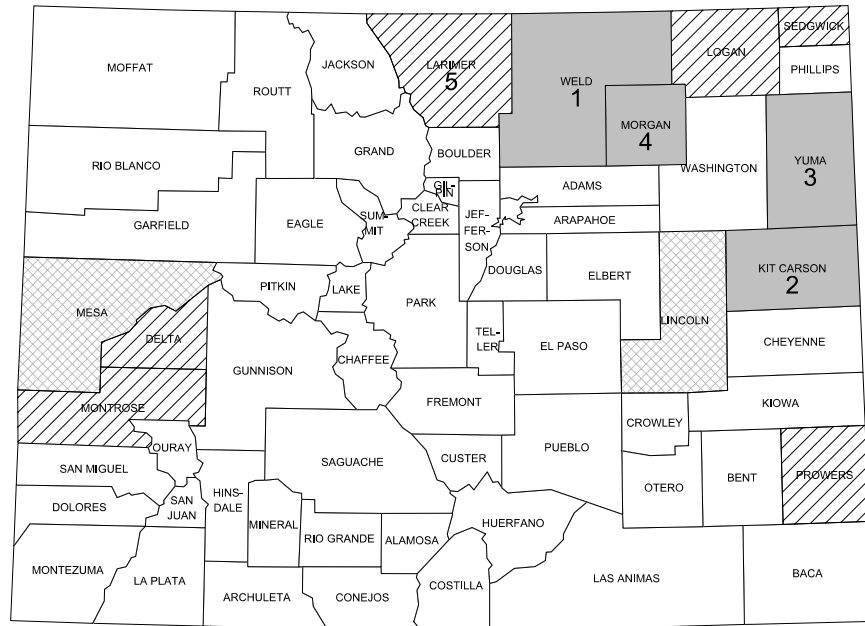 MOFFAT
ROUTT
JACKSON
LARIMER
5
WELD
1
LOGAN
SEDGWICK
PHILLIPS
MORGAN
4
RIO BLANCO
GRAND
BOULDER
WASHINGTON
YUMA
3
GARFIELD
EAGLE
SUM-
MIT
GIL-
PIN
CLEAR
CREEK
JEF-
FER-
SON
ADAMS
ARAPAHOE
DOUGLAS
ELBERT
KIT CARSON
2
MESA
PITKIN
LAKE
PARK
LINCOLN
DELTA
GUNNISON
CHAFFEE
TEL-
LER
EL PASO
CHEYENNE
MONTROSE
FREMONT
CROWLEY
KIOWA
OURAY
SAN MIGUEL
SAGUACHE
CUSTER
PUEBLO
OTERO
BENT
PROWERS
DOLORES
SAN
JUAN
HINS-
DALE
MINERAL
RIO GRANDE
ALAMOSA
HUERFANO
MONTEZUMA
LA PLATA
ARCHULETA
CONEJOS
COSTILLA
LAS ANIMAS
BACA